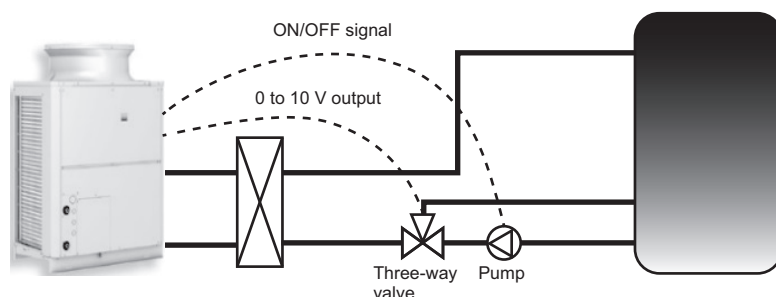 ON/OFF signal
0 to 10 V output
Three-way
valve
Pump